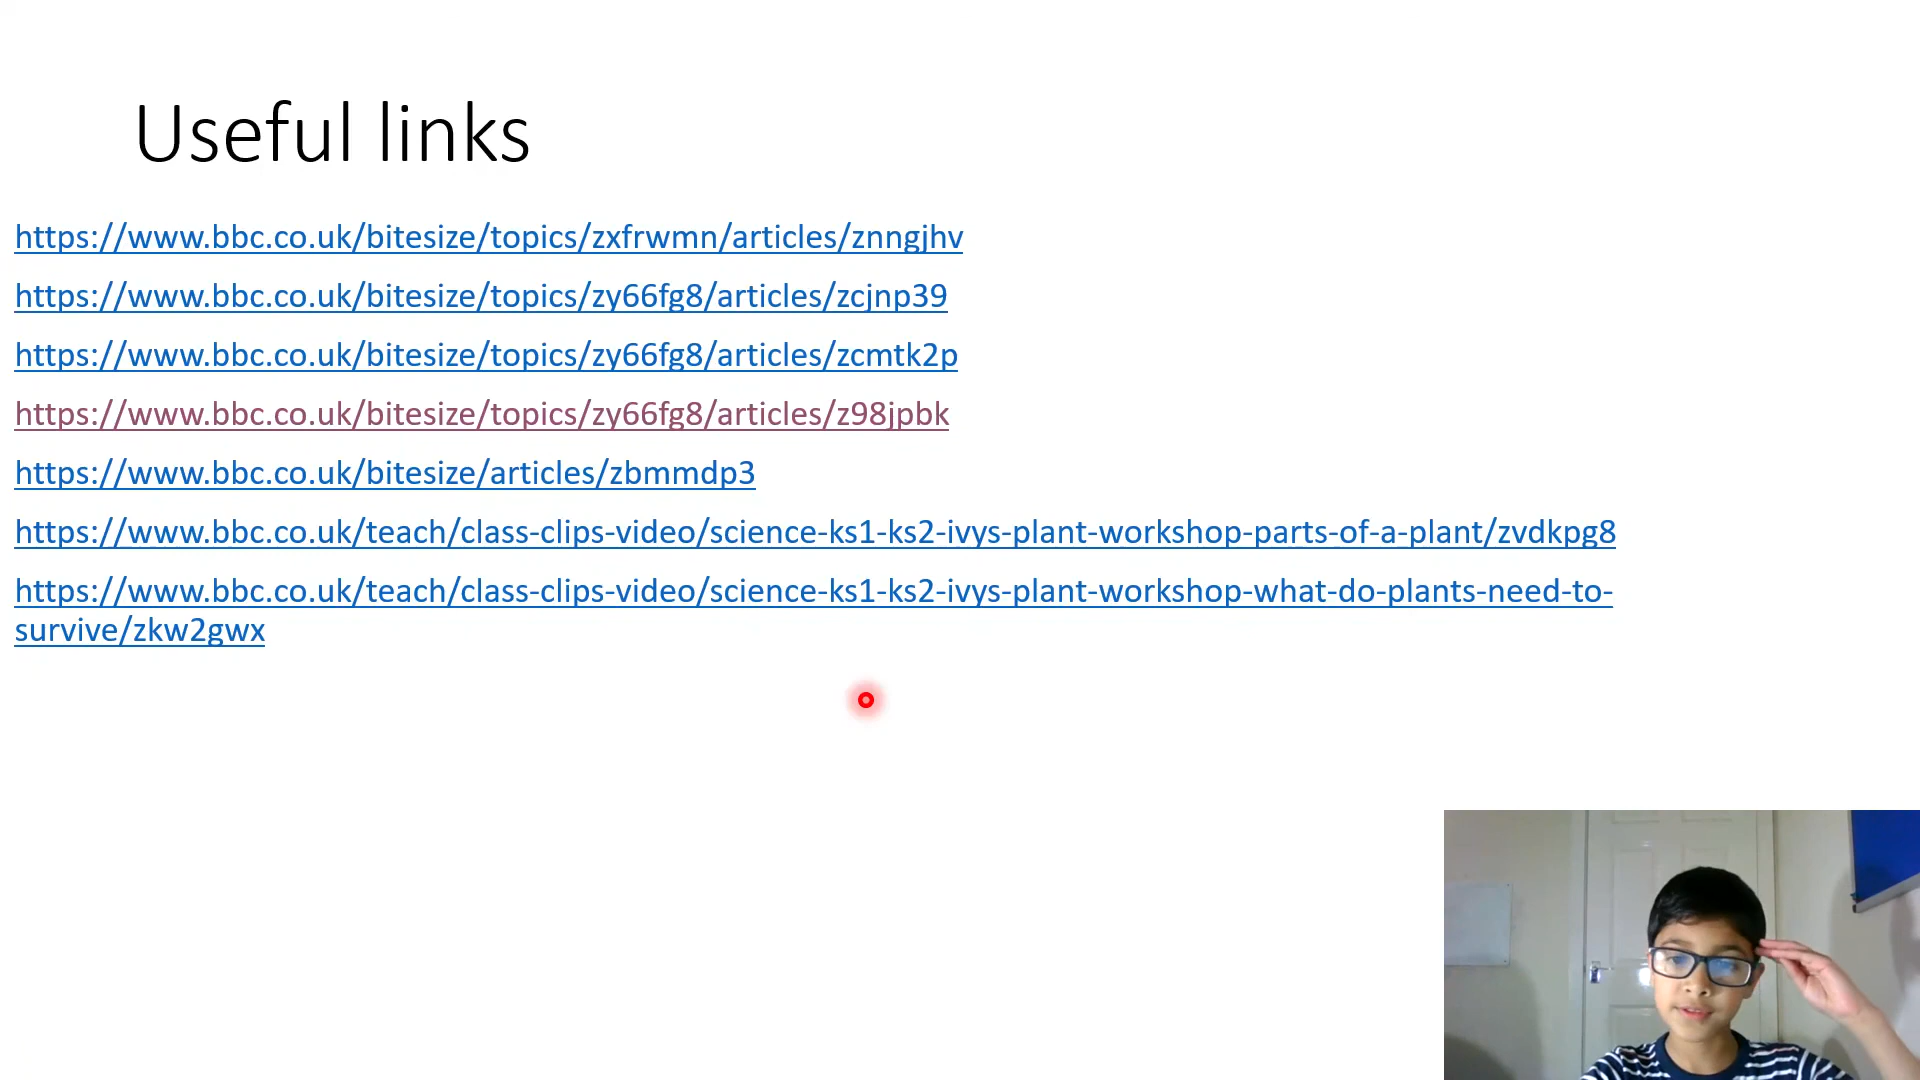 Useful links
https://www.bbc.co.uk/bitesize/topics/zxfrwmn/articles/znngjhv
https://www.bbc.co.uk/bitesize/topics/zy66fg8/articles/zcjnp39
https://www.bbc.co.uk/bitesize/topics/zy66fg8/articles/zcmtk2p
https://www.bbc.co.uk/bitesize/topics/zy66fg8/articles/z98jpbk
https://www.bbc.co.uk/bitesize/articles/zbmmdp3
https://www.bbc.co.uk/teach/class-clips-video/science-ks1-ks2-ivys-plant-workshop-parts-of-a-plant/zvdkpg8
https://www.bbc.co.uk/teach/class-clips-video/science-ks1-ks2-ivys-plant-workshop-what-do-plants-need-to-
survive/zkw2gwx